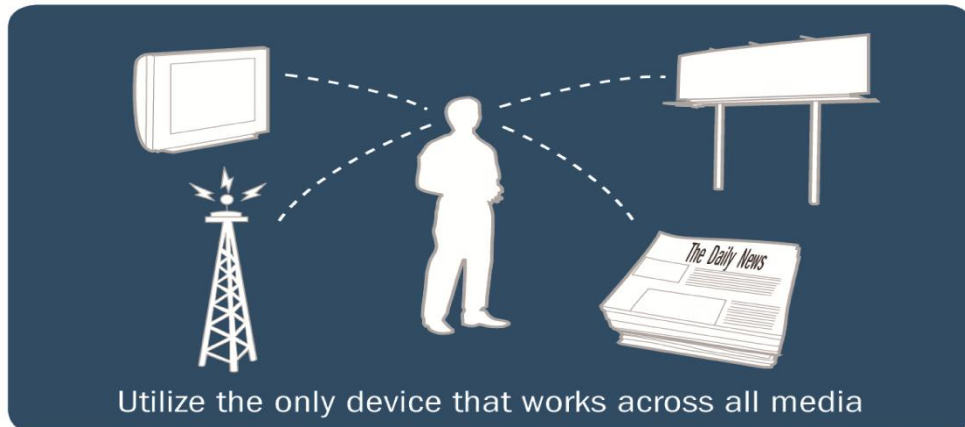 The Daily News
Utilize the only device that works across all media